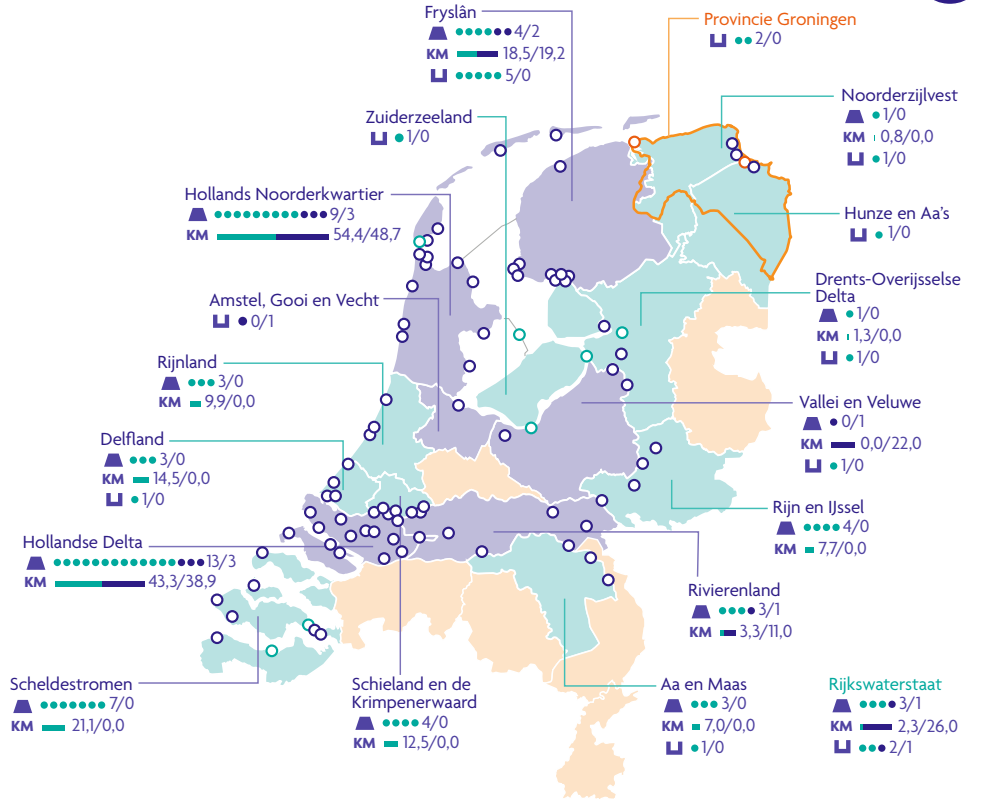 Fryslân
4/2
KM 18,5/19,2
5/0
Provincie Groningen
2/0
Zuiderzeeland
1/0
Noorderzijlvest
1/0
KM 0,8/0,0
1/0
Hollands Noorderkwartier
9/3
KM 54,4/48,7
Hunze en Aa's
1/0
Amstel, Gooi en Vecht
0/1
Drents-Overijsselse
Delta
1/0
KM 1,3/0,0
1/0
Rijnland
3/0
KM 9,9/0,0
Vallei en Veluwe
0/1
KM 0,0/22,0
1/0
Delfland
3/0
KM 14,5/0,0
1/0
Rijn en IJssel
4/0
KM 7,7/0,0
Hollandse Delta
13/3
KM 43,3/38,9
Rivierenland
3/1
KM 3,3/11,0
Scheldestromen
7/0
KM 21,1/0,0
Schieland en de
Krimpenerwaard
4/0
KM 12,5/0,0
Aa en Maas
3/0
KM 7,0/0,0
1/0
Rijkswaterstaat
3/1
KM 2,3/26,0
2/1